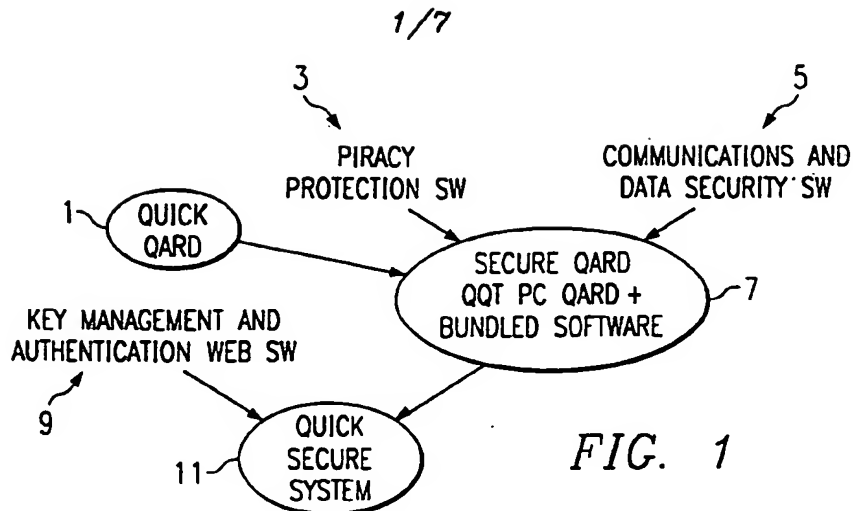 1/7
3
5
PIRACY
PROTECTION SW
COMMUNICATIONS AND
DATA SECURITY SW
1
QUICK
QARD
SECURE QARD
QQT PC QARD +
BUNDLED SOFTWARE
7
KEY MANAGEMENT AND
AUTHENTICATION WEB SW
9
QUICK
SECURE
SYSTEM
11
FIG. 1